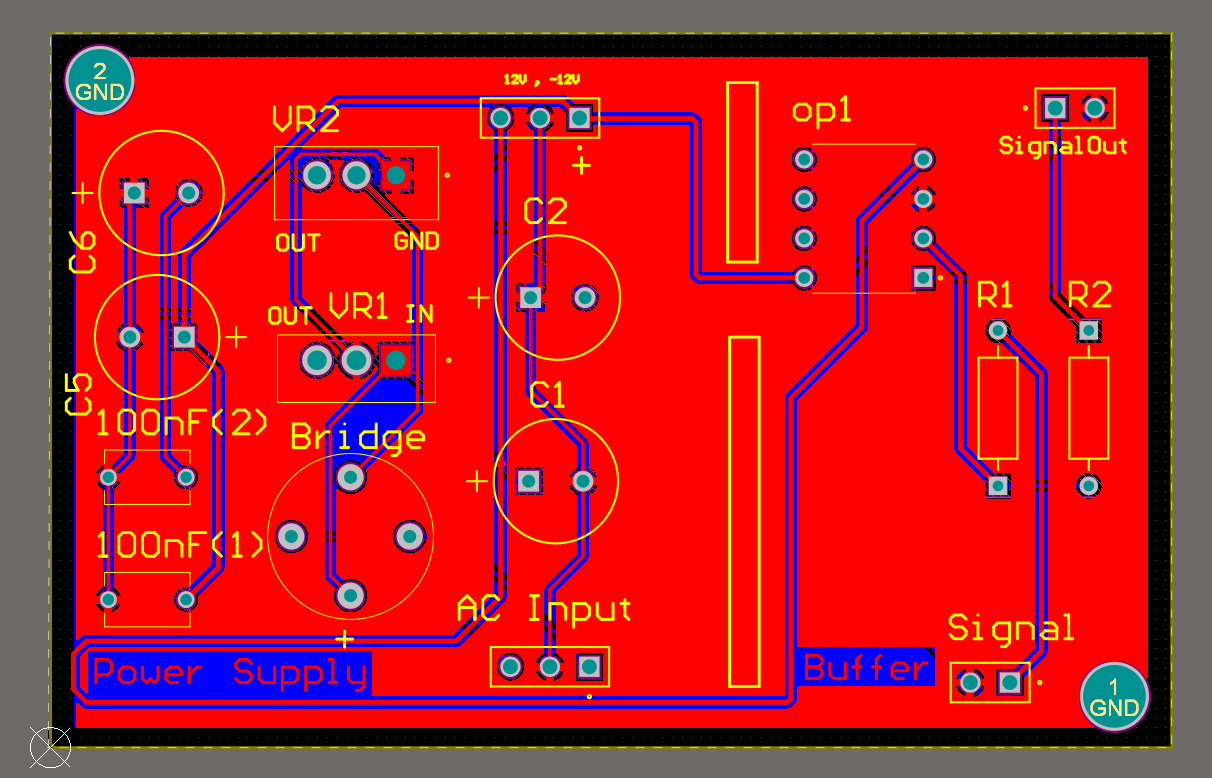 2
GND
12V , -12V
VR2
op1
SignalOut
+
+
C6
C2
OUT
GND
+
OUT
VR1
IN
R1
R2
+
C5
C1
100nF(2)
Bridge
+
100nF(1)
AC Input
Signal
+
Power Supply
Buffer
1
GND